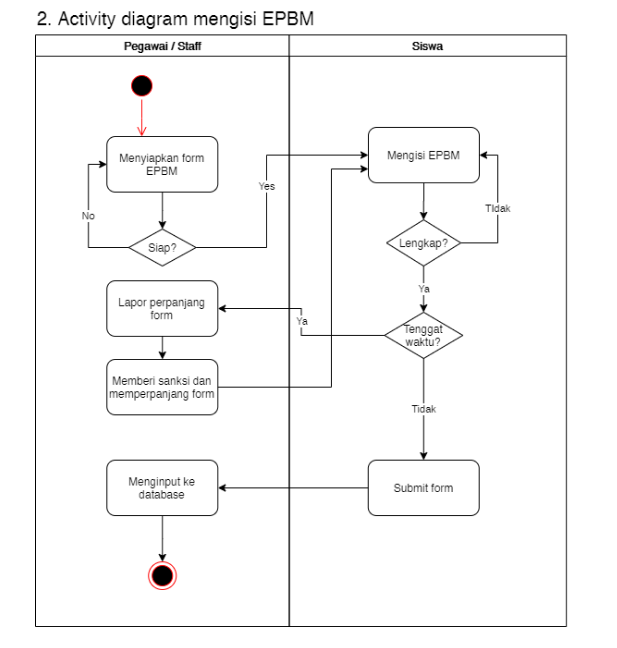 2. Activity diagram mengisi EPBM
Pegawai / Staff
Siswa
Menyiapkan form
EPBM
Mengisi EPBM
Yes
No
Tidak
Siap?
Lengkap?
Ya
Lapor perpanjang
form
Ya
Tenggat
waktu?
Memberi sanksi dan
memperpanjang form
Tidak
Menginput ke
database
Submit form